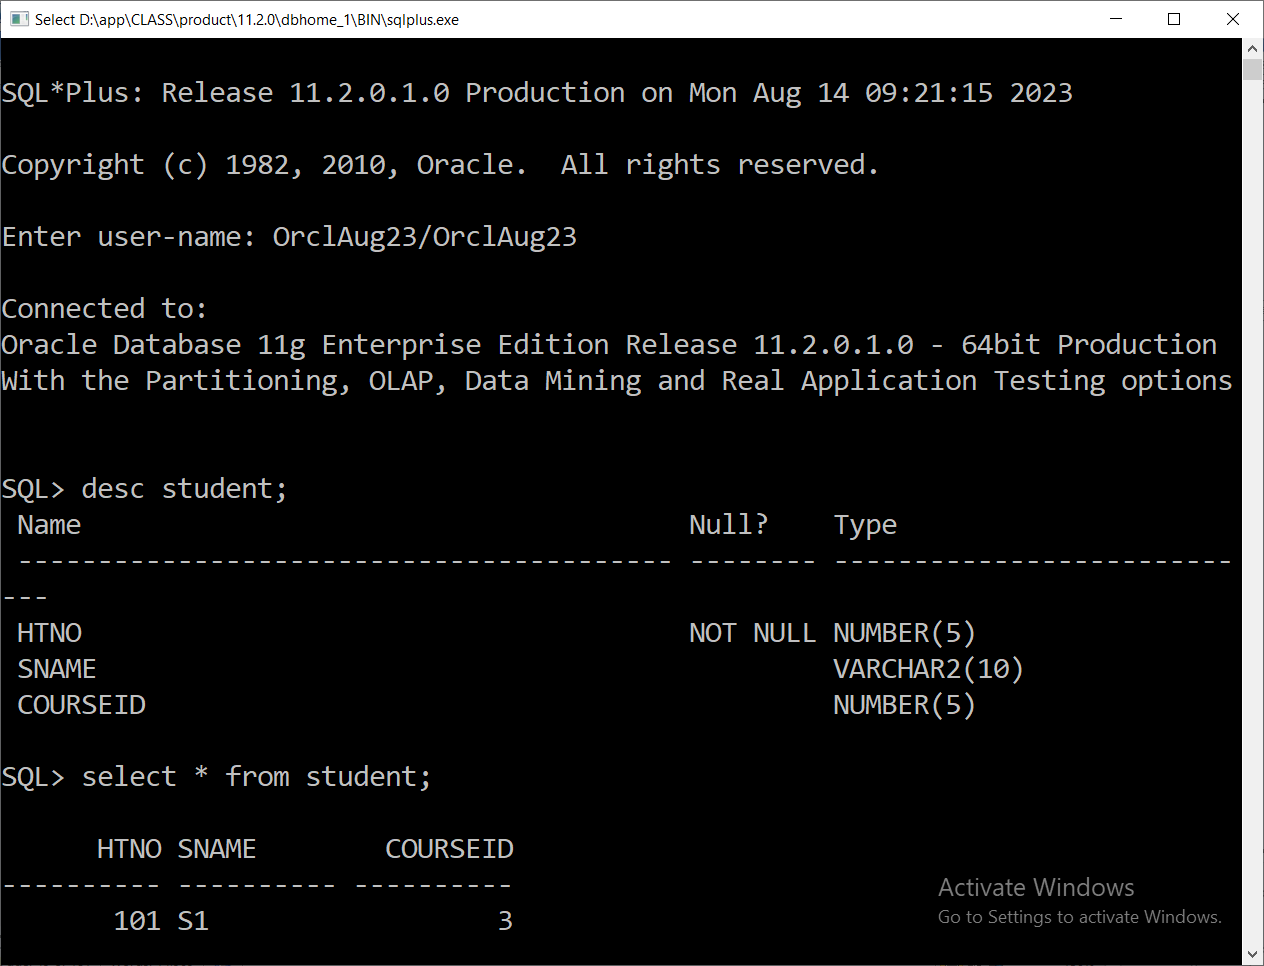 Select D:\app\CLASS\product\11.2.0\dbhome_1\BIN\sqlplus.exe
SQL*Plus: Release 11.2.0.1.0 Production on Mon Aug 14 09:21:15 2023
Copyright (c) 1982, 2010, Oracle.  All rights reserved.
Enter user-name: OrclAug23/OrclAug23
Connected to:
Oracle Database 11g Enterprise Edition Release 11.2.0.1.0 - 64bit Production
With the Partitioning, OLAP, Data Mining and Real Application Testing options
SQL> desc student;
 Name                                      Null?    Type
 ----------------------------------------- -------- -------------------------
---
 HTNO                                      NOT NULL NUMBER(5)
 SNAME                                              VARCHAR2(10)
 COURSEID                                           NUMBER(5)
SQL> select * from student;
      HTNO SNAME        COURSEID
---------- ---------- ----------
       101 S1                  3
Activate Windows
Go to Settings to activate Windows.